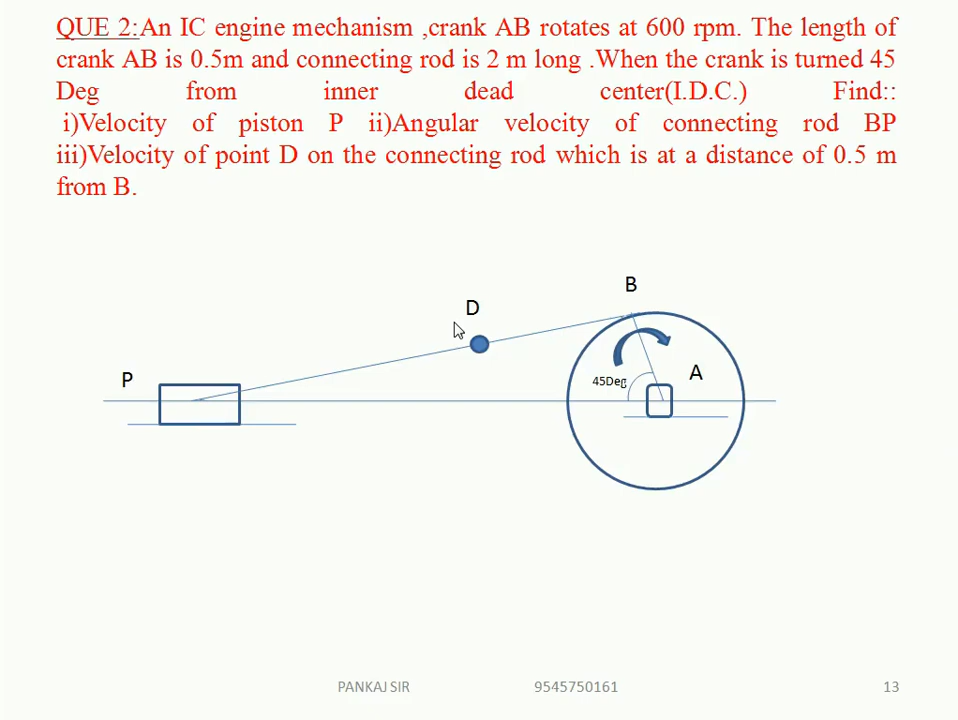 QUE 2:An IC engine mechanism ,crank AB rotates at 600 rpm. The length of
crank AB is 0.5m and connecting rod is 2 m long .When the crank is turned 45
Deg from inner dead center(I.D.C.) Find::
i)Velocity of piston P ii)Angular velocity of connecting rod BP
iii)Velocity of point D on the connecting rod which is at a distance of 0.5 m
from B.
B
D
A
P
45Deg
PANKAJ SIR 9545750161 13